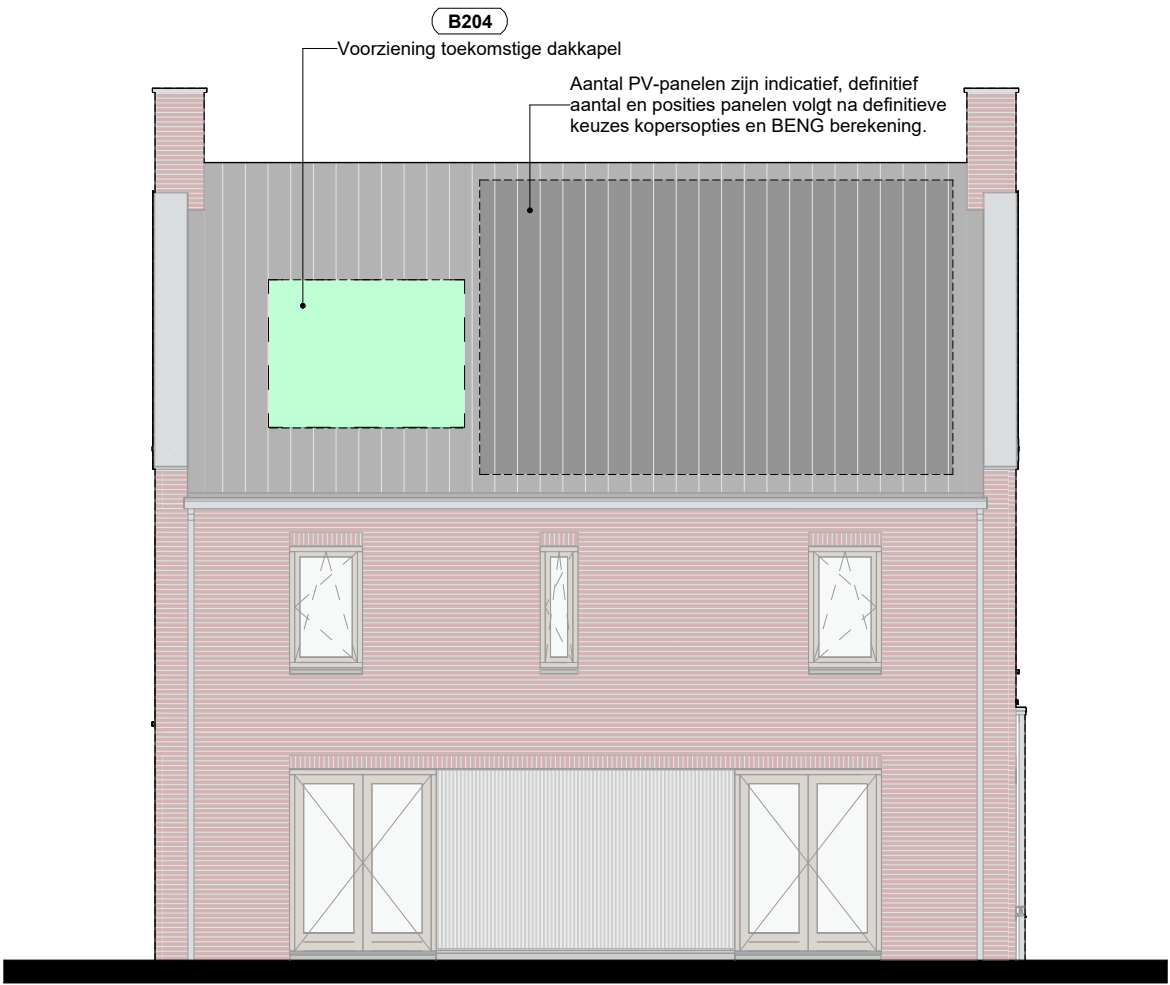 B204
Voorziening toekomstige dakkapel
Aantal PV-panelen zijn indicatief, definitief
aantal en posities panelen volgt na definitieve
keuzes kopersopties en BENG berekening.